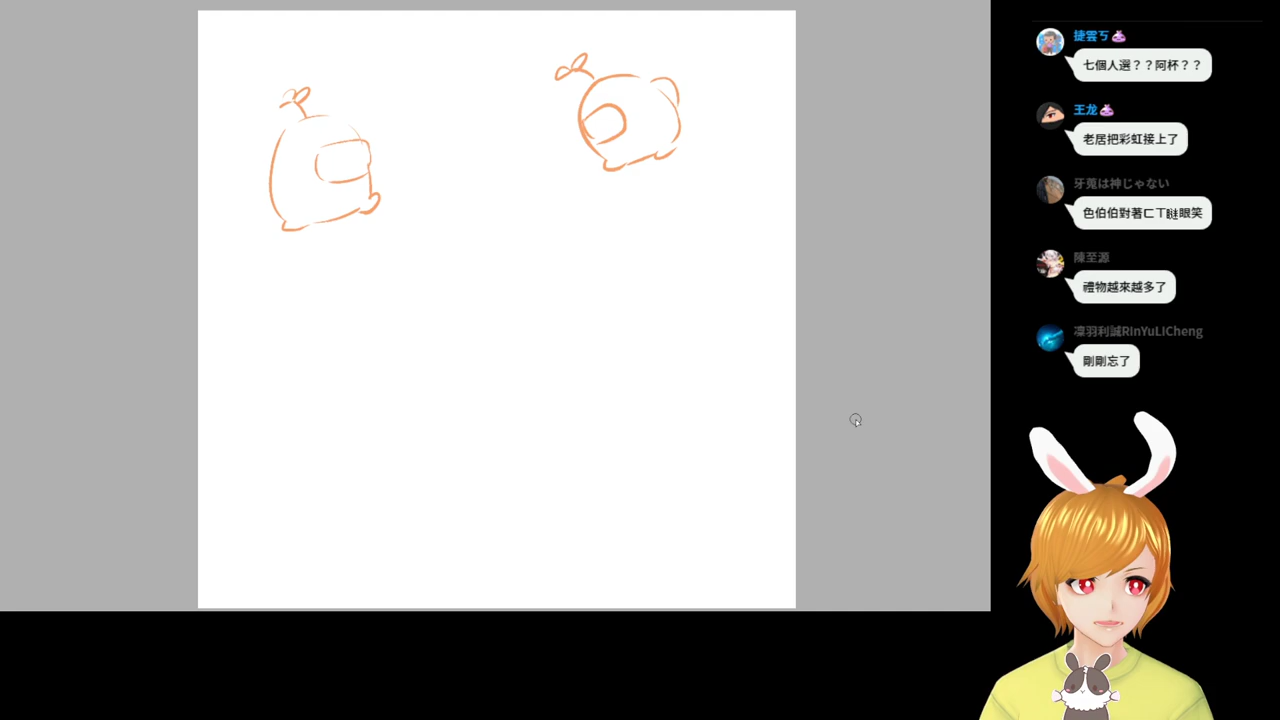 捷雲ㄎ
七個人選？？阿杯？？
王龙
老居把彩虹接上了
牙蒐は神じゃない
色伯伯對著ㄈㄒ瞇眼笑
陳至源
禮物越來越多了
凜羽利誠RInYuLICheng
剛剛忘了